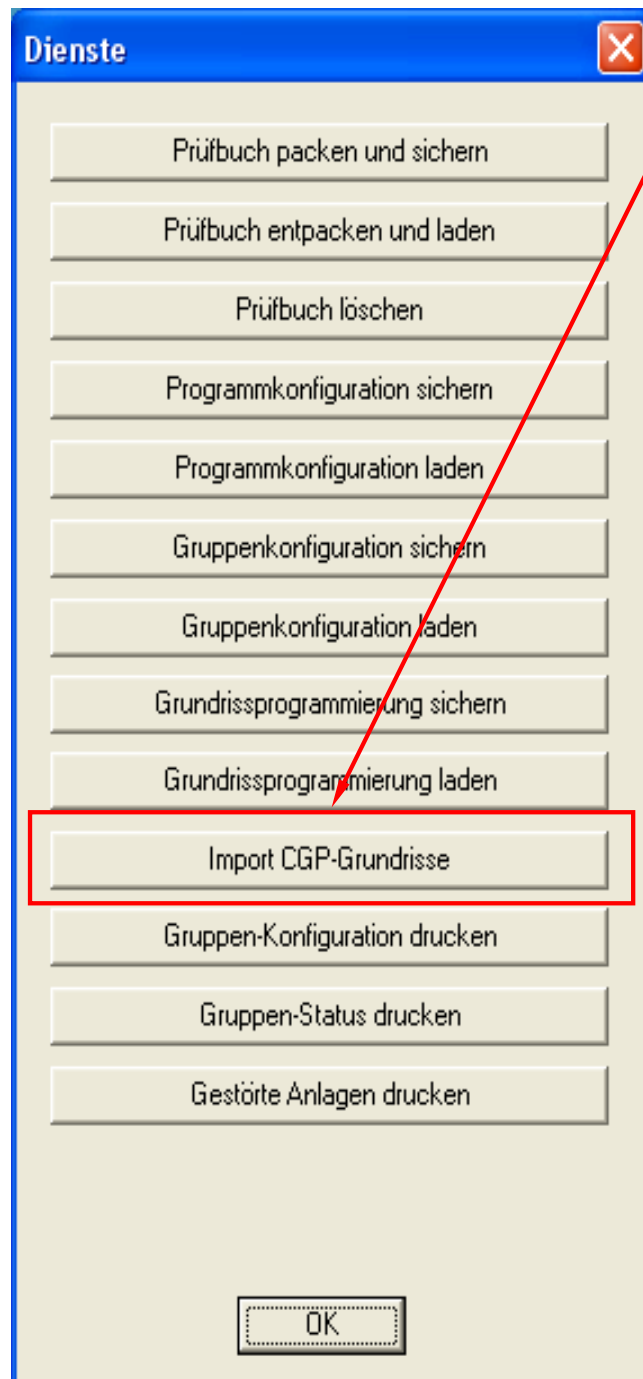 Dienste
Prüfbuch packen und sichern
Prüfbuch entpacken und laden
Prüfbuch löschen
Programmkonfiguration sichern
Programmkonfiguration laden
Gruppenkonfiguration sichern
Gruppenkonfiguration laden
Grundrissprogrammierung sichern
Grundrissprogrammierung laden
Import CGP-Grundrisse
Gruppen-Konfiguration drucken
Gruppen-Status drucken
Gestörte Anlagen drucken
OK